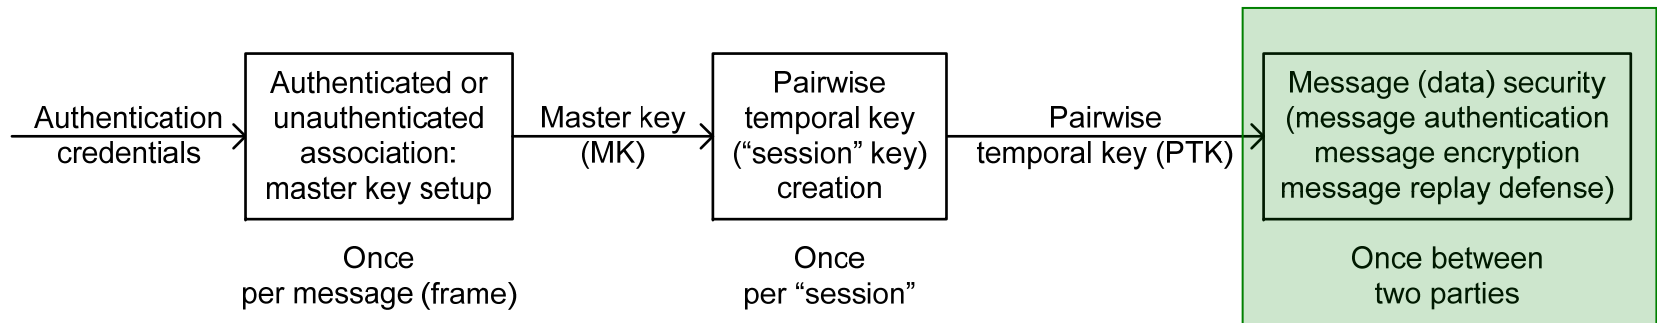 Authentication
credentials
Authenticated or
unauthenticated
association:
master key setup
Once
per message (frame)
Master key
(MK)
Pairwise
temporal key
(“session” key)
creation
Once
per “session”
Pairwise
temporal key (PTK)
Message (data) security
(message authentication
message encryption
message replay defense)
Once between
two parties